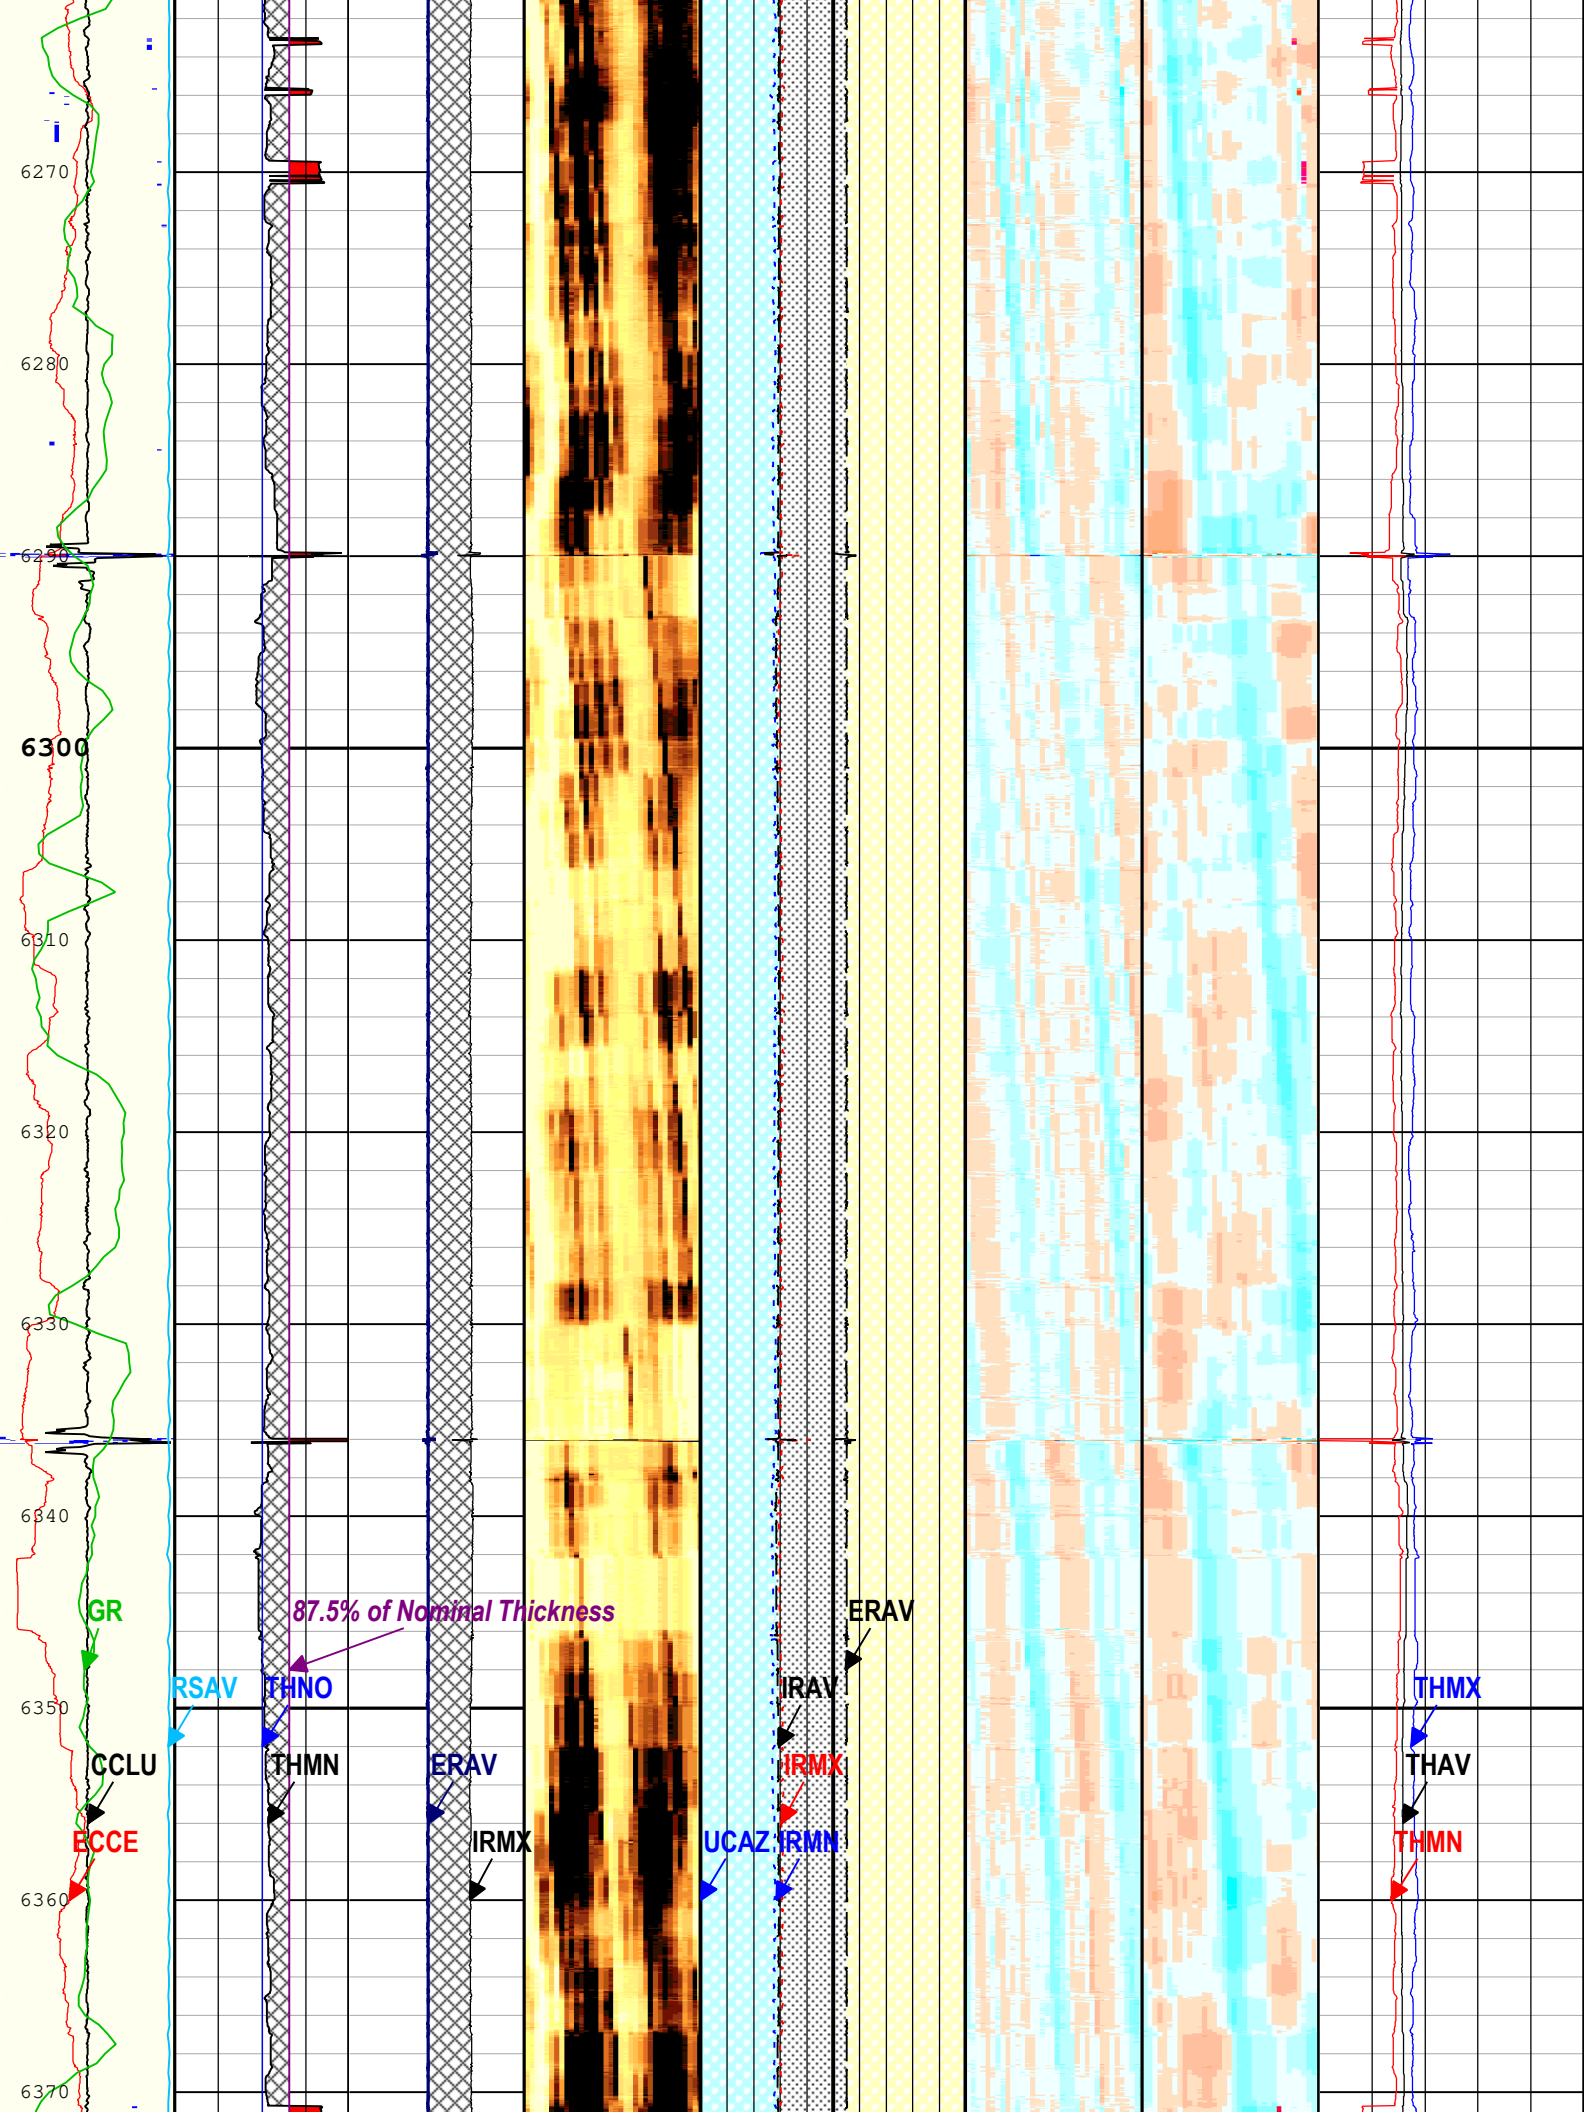 6270
6280
6290
6300
6310
6320
6330
6340
GR
87.5% of Nominal Thickness
ERAV
RSAV
THNO
IRAV
THMX
6350
CCLU
THMN
ERAV
IRMX
THAV
ECCE
IRMX
UCAZ
IRMN
THMN
6360
6370